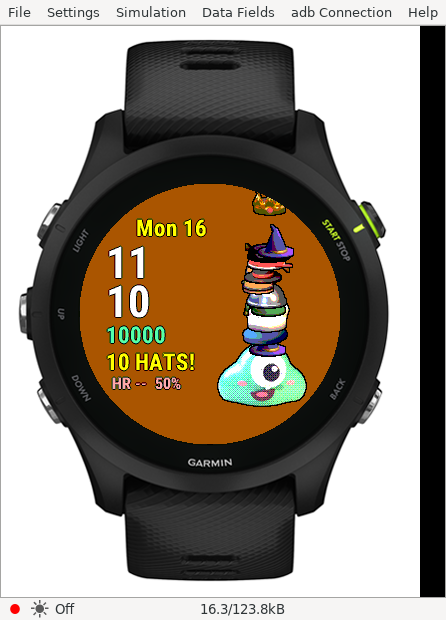 File Settings Simulation Data Fields adb Connection Help
Mon 16
START STOP
LIGHT
11
10
UP
10000
10 HATS!
HR -- 50%
DOWN
BACK
GARMIN
Off 16.3/123.8kB